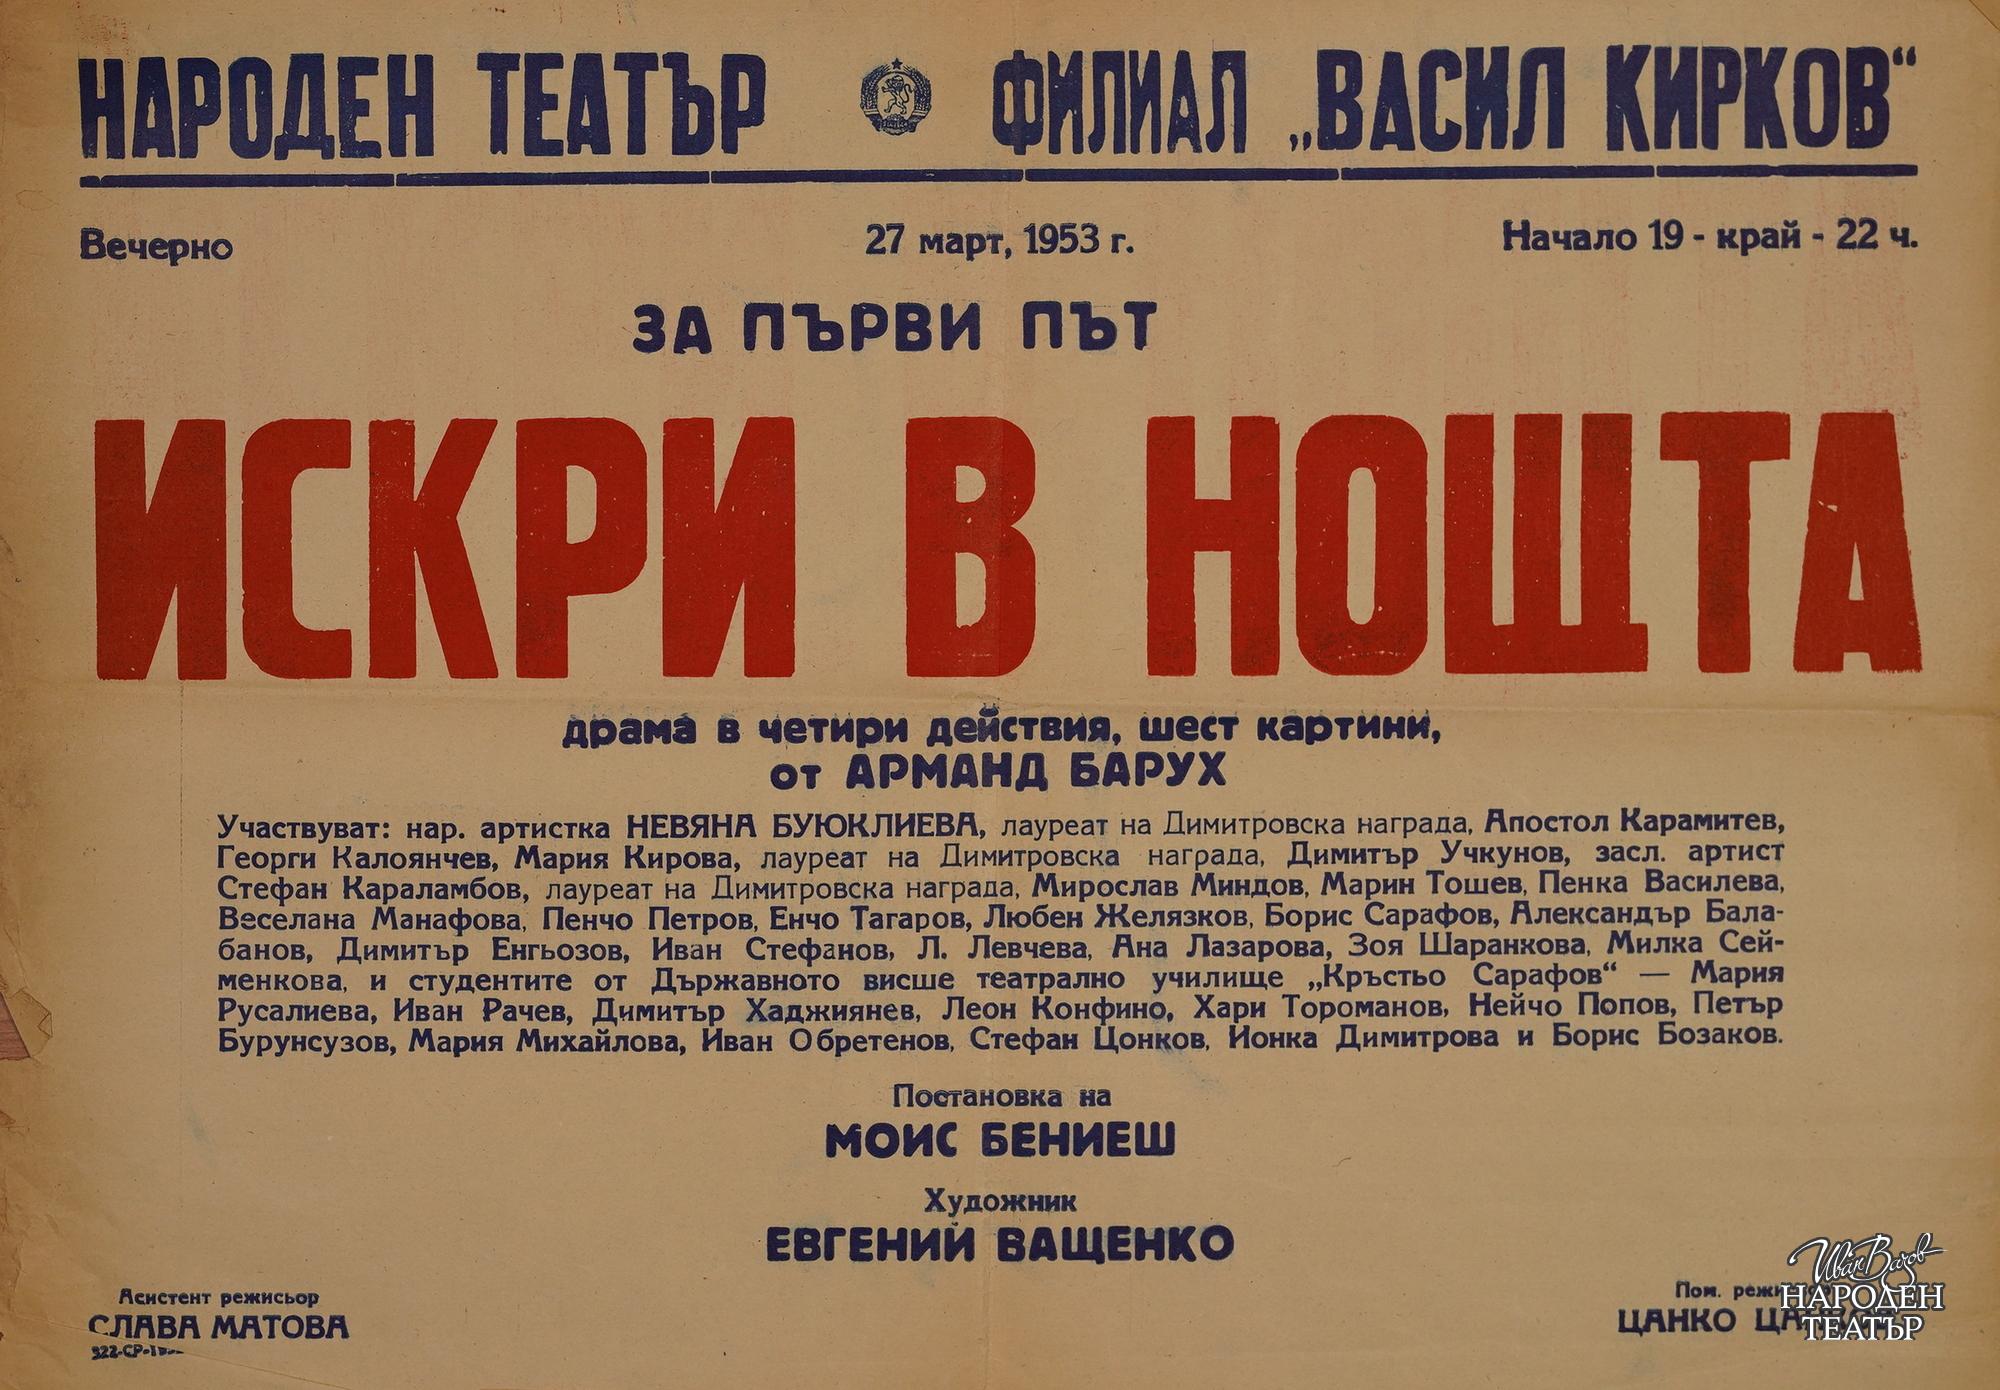 НАРОДЕН ТЕАТЪР ФИЛИАЛ „ВАСИЛ КИРКОВ“
Вечерно 27 март, 1953 г. Начало 19 - край - 22 ч.
ЗА ПЪРВИ ПЪТ
ИСКРИ В НОЩТА
драма в четири действия, шест картини,
от АРМАНД БАРУХ
Участвуват: нар. артистка НЕВЯНА БУЮКЛИЕВА, лауреат на Димитровска награда, Апостол Карамитев,
Георги Калоянчев, Мария Кирова, лауреат на Димитровска награда, Димитър Учкунов, засл. артист
Стефан Караламбов, лауреат на Димитровска награда, Мирослав Миндов, Марин Тошев, Пенка Василева,
Веселана Манафова, Пенчо Петров, Енчо Тагаров, Любен Желязков, Борис Сарафов, Александър Бала-
банов, Димитър Енгьозов, Иван Стефанов, Л. Левчева, Ана Лазарова, Зоя Шаранкова, Милка Сей-
менкова, и студентите от Държавното висше театрално училище „Кръстьо Сарафов“ — Мария
Русалиева, Иван Рачев, Димитър Хаджиянев, Леон Конфино, Хари Тороманов, Нейчо Попов, Петър
Бурунсузов, Мария Михайлова, Иван Обретенов, Стефан Цонков, Йонка Димитрова и Борис Бозаков.
Постановка на
МОИС БЕНИЕШ
Художник
ЕВГЕНИЙ ВАЩЕНКО
Асистент режисьор
СЛАВА МАТОВА
Пом.
ЦАНКО
Иван Вазов
НАРОДЕН
ТЕАТЪР